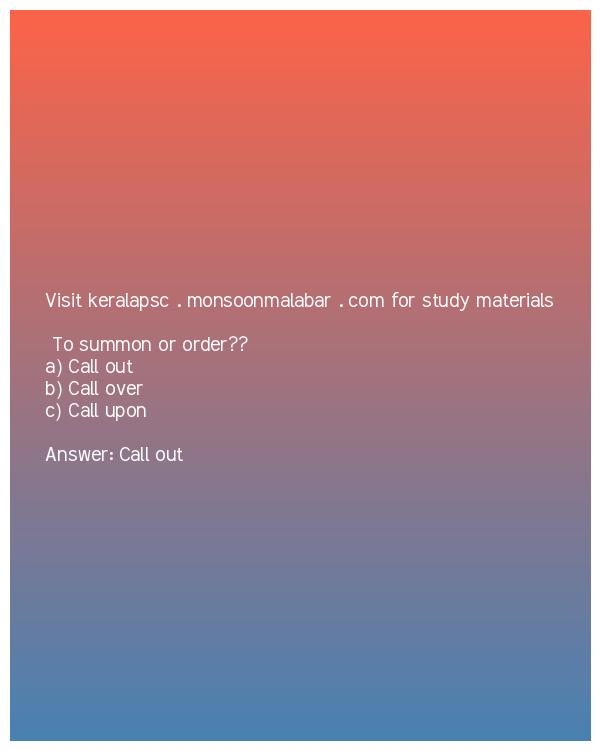 Visit keralapsc . monsoonmalabar . com for study materials
To summon or order??
a) Call out
b) Call over
c) Call upon
Answer: Call out